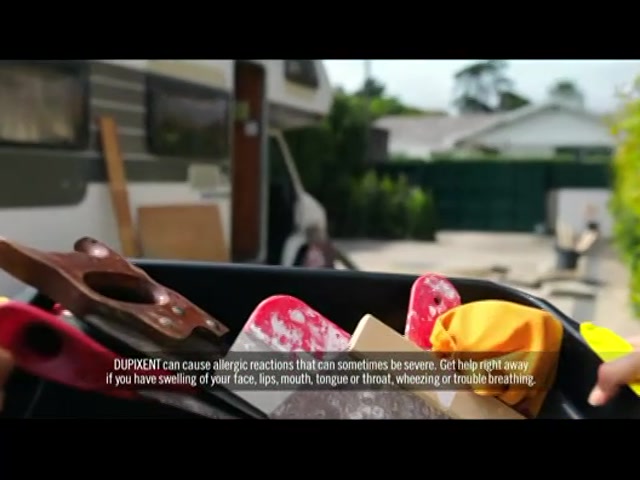 DUPIXENT can cause allergic reactions that can sometimes be severe. Get help right away
if you have swelling of your face, lips, mouth, tongue or throat, wheezing or trouble breathing.